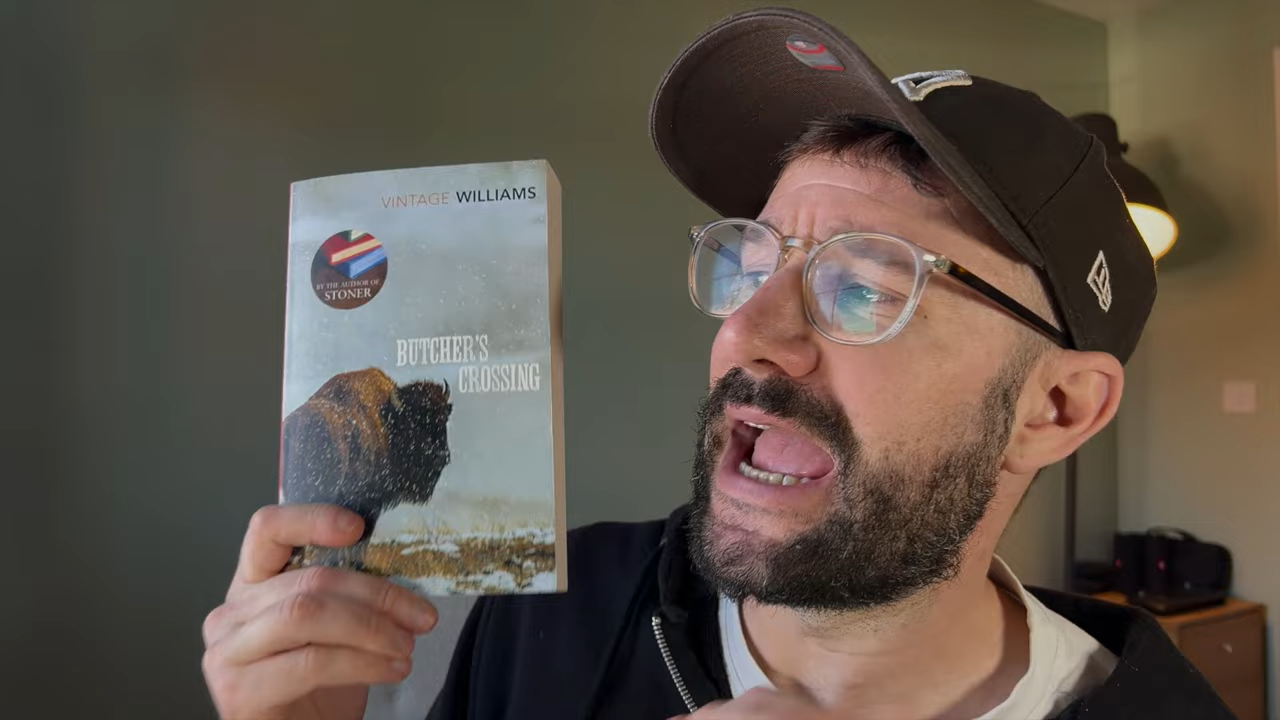 VINTAGE WILLIAMS
BY THE AUTHOR OF
STONER
BUTCHER'S
CROSSING